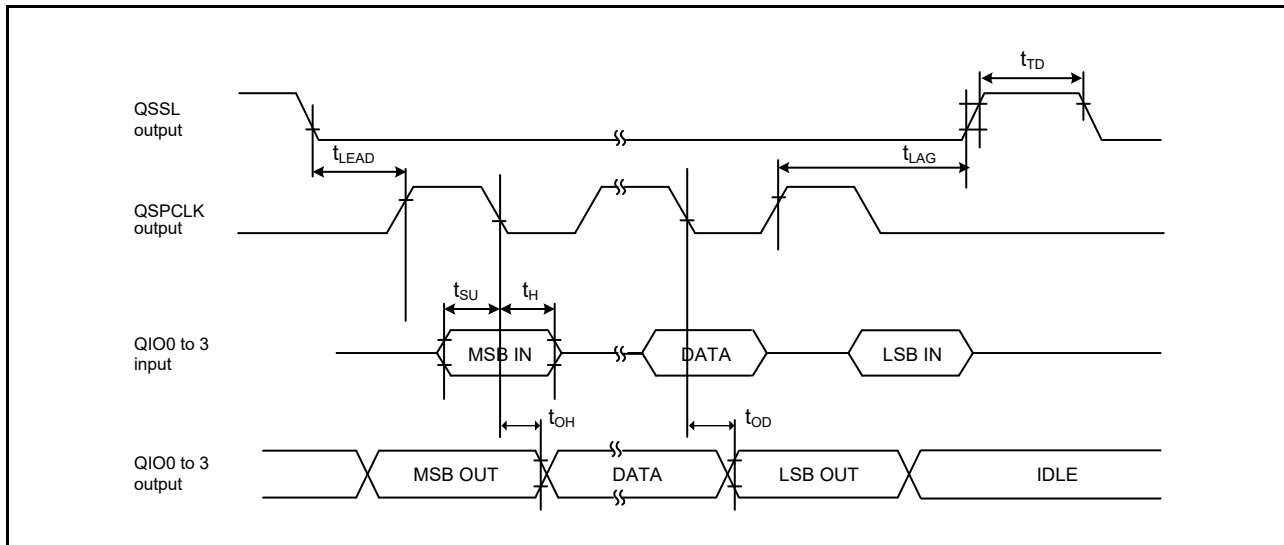 tTD
QSSL
output
tLEAD
tLAG
QSPCLK
output
tSU
tH
QIO0 to 3
input
MSB IN
DATA
LSB IN
tOH
tOD
QIO0 to 3
output
MSB OUT
DATA
LSB OUT
IDLE